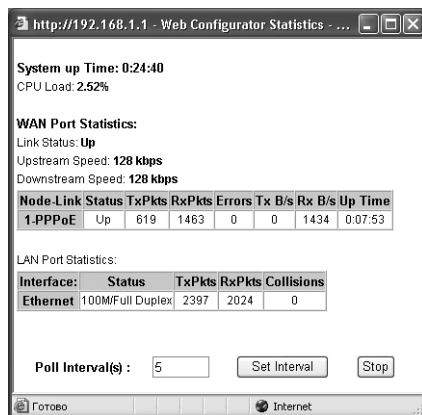 http://192.168.1.1 - Web Configurator Statistics - ...
System up Time: 0:24:40
CPU Load: 2.52%
WAN Port Statistics:
Link Status: Up
Upstream Speed: 128 kbps
Downstream Speed: 128 kbps
Node-Link Status TxPkts RxPkts Errors Tx B/s Rx B/s Up Time
1-PPPoE Up 619 1463 0 0 1434 0:07:53
LAN Port Statistics:
Interface: Status TxPkts RxPkts Collisions
Ethernet 100M/Full Duplex 2397 2024 0
Poll Interval(s) : 5 Set Interval Stop
Готово Internet